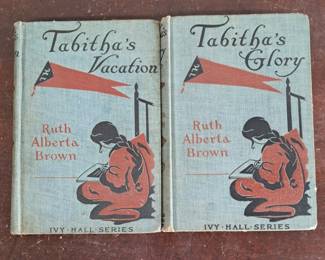 Tabitha's
Vacation
Ruth
Alberta
Brown
IVY · HALL · SERIES
Tabitha's
Glory
Ruth
Alberta
Brown
IVY · HALL · SERIES